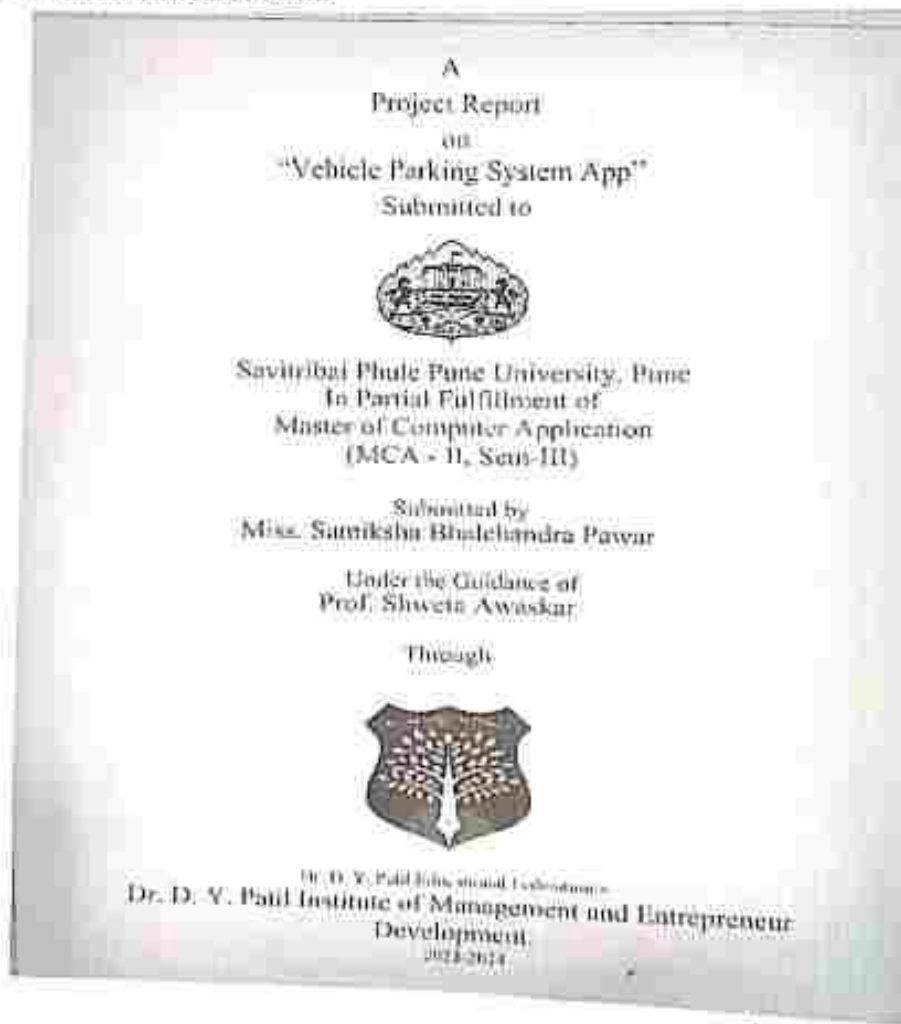 A
Project Report
on
"Vehicle Parking System App"
Submitted to
Savitribai Phule Pune University, Pune
In Partial Fulfillment of
Master of Computer Application
(MCA - II, Sem-III)
Submitted by
Miss. Samiksha Bhalchandra Pawar
Under the Guidance of
Prof. Shweta Awaskar
Through
Dr. D. Y. Patil
Dr. D. Y. Patil Institute of Management and Entrepreneur
Development